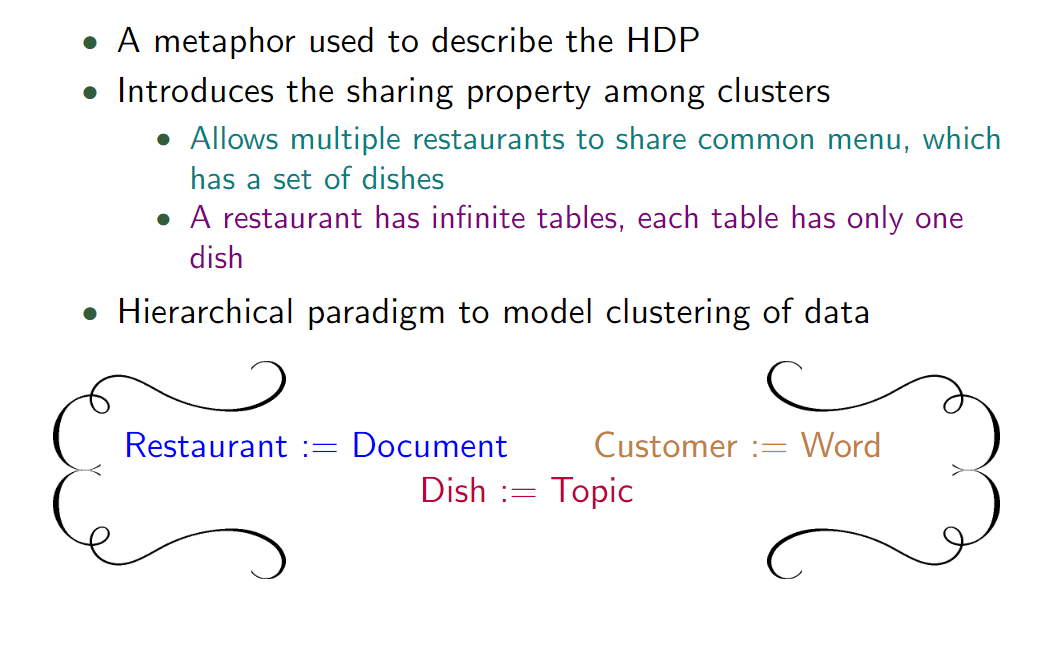 • A metaphor used to describe the HDP
• Introduces the sharing property among clusters
• Allows multiple restaurants to share common menu, which
has a set of dishes
• A restaurant has infinite tables, each table has only one
dish
• Hierarchical paradigm to model clustering of data
Restaurant := Document Customer := Word
Dish := Topic